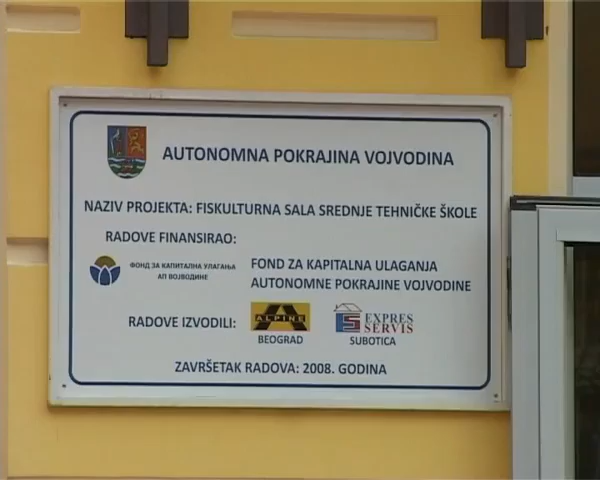 AUTONOMNA POKRAJINA VOJVODINA
NAZIV PROJEKTA: FISKULTURNA SALA SREDNJE TEHNIČKE ŠKOLE
RADOVE FINANSIRAO:
ФОНД ЗА КАПИТАЛНА УЛАГАЊА
АП ВОЈВОДИНЕ
FOND ZA KAPITALNA ULAGANJA
AUTONOMNE POKRAJINE VOJVODINE
RADOVE IZVODILI:
ALPINE
BEOGRAD
EXPRES
SERVIS
SUBOTICA
ZAVRŠETAK RADOVA: 2008. GODINA